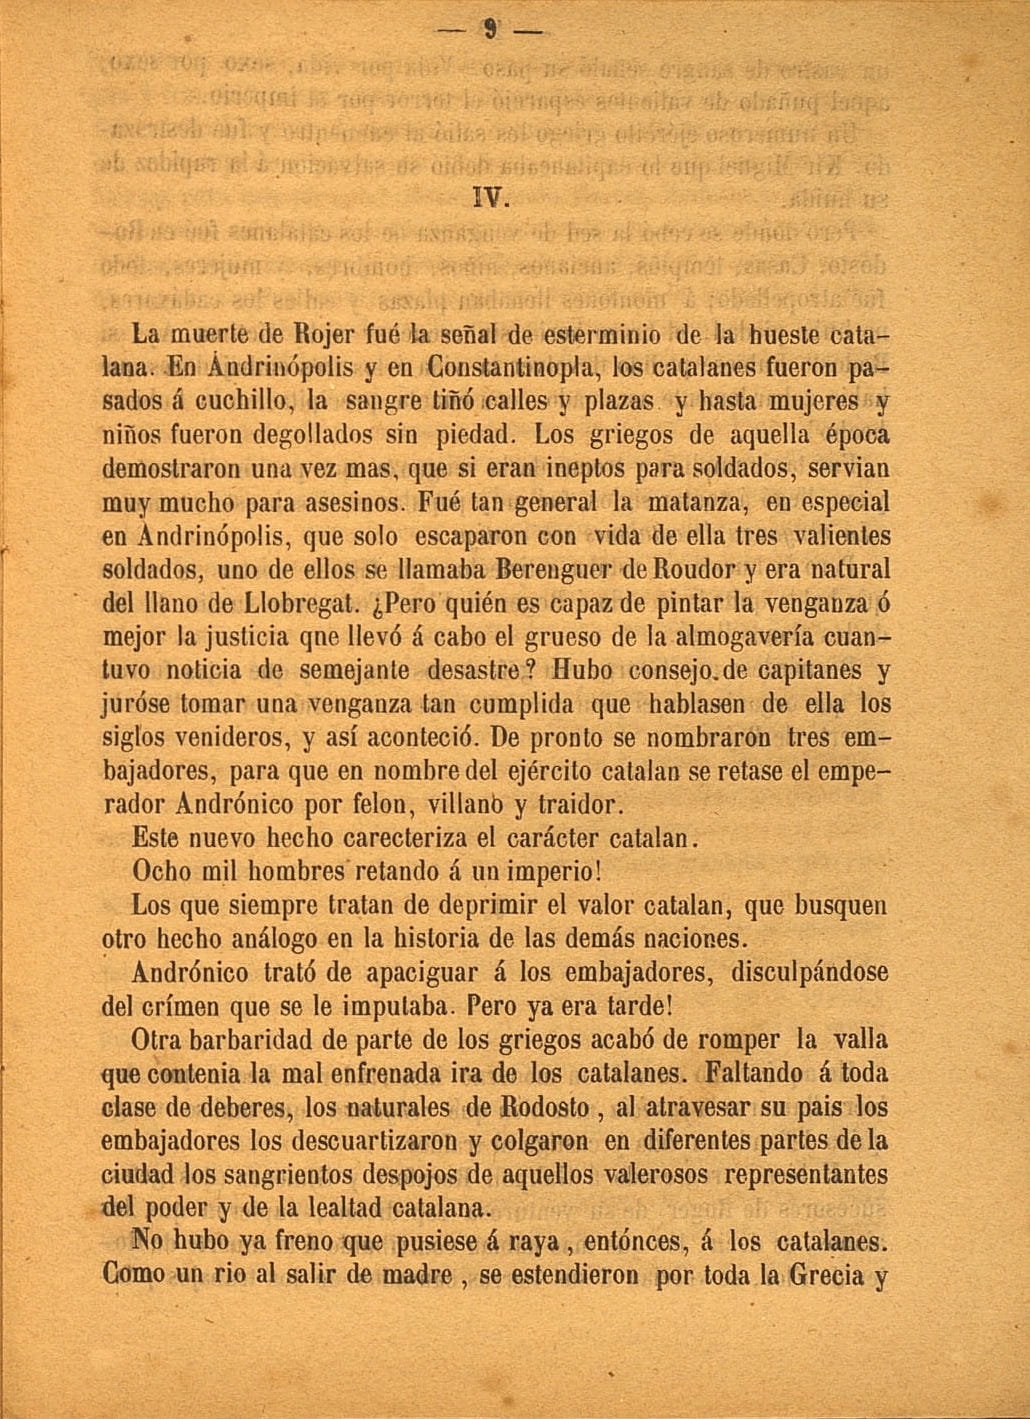 — 9 —
IV.
La muerte de Rojer fué la señal de esterminio de la hueste cata-
lana. En Andrinópolis y en Constantinopla, los catalanes fueron pa-
sados á cuchillo, la sangre tiñó calles y plazas y hasta mujeres y
niños fueron degollados sin piedad. Los griegos de aquella época
demostraron una vez mas, que si eran ineptos para soldados, servian
muy mucho para asesinos. Fué tan general la matanza, en especial
en Andrinópolis, que solo escaparon con vida de ella tres valientes
soldados, uno de ellos se llamaba Berenguer de Roudor y era natural
del llano de Llobregat. ¿Pero quién es capaz de pintar la venganza ó
mejor la justicia qne llevó á cabo el grueso de la almogavería cuan-
tuvo noticia de semejante desastre? Hubo consejo de capitanes y
juróse tomar una venganza tan cumplida que hablasen de ella los
siglos venideros, y así aconteció. De pronto se nombraron tres em-
bajadores, para que en nombre del ejército catalan se retase el empe-
rador Andrónico por felon, villano y traidor.
Este nuevo hecho carecteriza el carácter catalan.
Ocho mil hombres retando á un imperio!
Los que siempre tratan de deprimir el valor catalan, que busquen
otro hecho análogo en la historia de las demás naciones.
Andrónico trató de apaciguar á los embajadores, disculpándose
del crímen que se le imputaba. Pero ya era tarde!
Otra barbaridad de parte de los griegos acabó de romper la valla
que contenia la mal enfrenada ira de los catalanes. Faltando á toda
clase de deberes, los naturales de Rodosto, al atravesar su pais los
embajadores los descuartizaron y colgaron en diferentes partes de la
ciudad los sangrientos despojos de aquellos valerosos representantes
del poder y de la lealtad catalana.
No hubo ya freno que pusiese á raya, entónces, á los catalanes.
Como un rio al salir de madre, se estendieron por toda la Grecia y